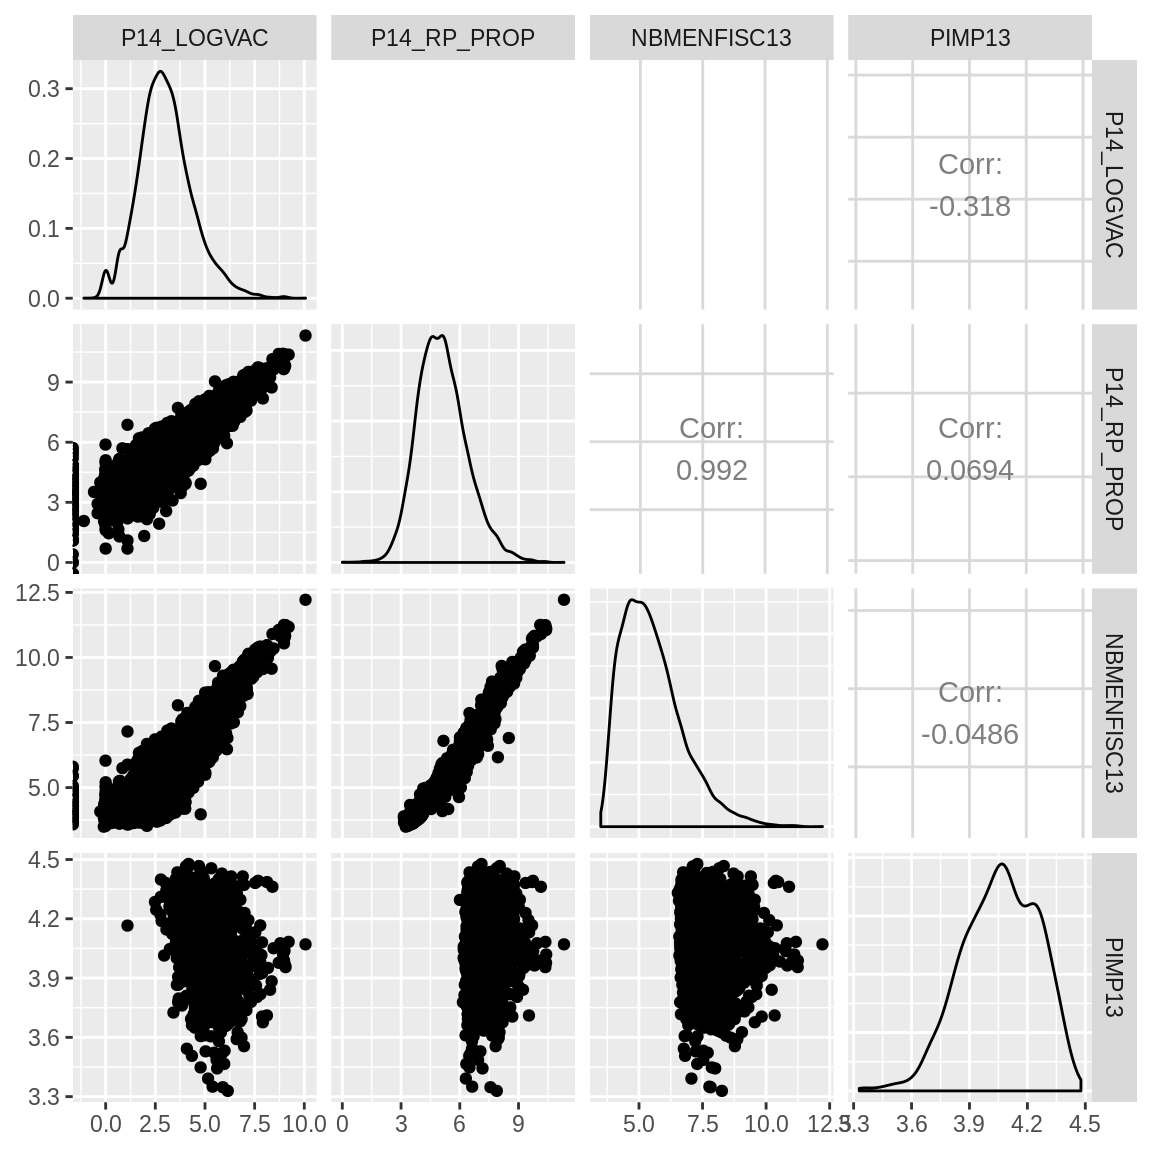 P14_LOGVAC P14_RP_PROP NBMENFISC13 PIMP13
0.3
0.2
0.1
0.0
Corr:
-0.318
P14_LOGVAC
9
6
3
0
Corr:
0.992
Corr:
0.0694
P14_RP_PROP
12.5
10.0
7.5
5.0
Corr:
-0.0486
NBMENFISC13
4.5
4.2
3.9
3.6
3.3
PIMP13
0.0 2.5 5.0 7.5 10.0 0 3 6 9 5.0 7.5 10.0 12.5 3.3 3.6 3.9 4.2 4.5